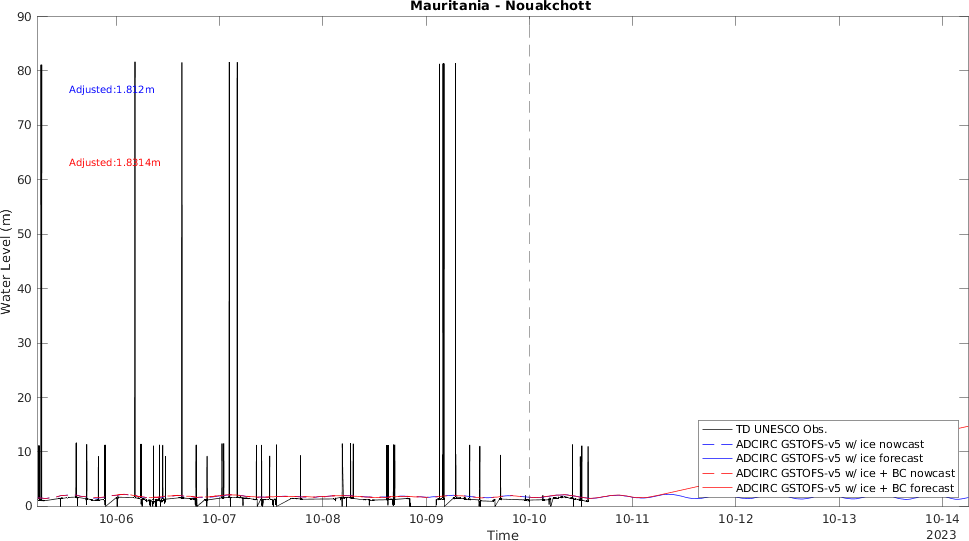 Mauritania - Nouakchott
90
80
70
60
50
40
30
20
10
0
Water Level (m)
Adjusted:1.812m
Adjusted:1.8314m
TD UNESCO Obs.
ADCIRC GSTOFS-v5 w/ ice nowcast
ADCIRC GSTOFS-v5 w/ ice forecast
ADCIRC GSTOFS-v5 w/ ice + BC nowcast
ADCIRC GSTOFS-v5 w/ ice + BC forecast
10-06 10-07 10-08 10-09 10-10 10-11 10-12 10-13 10-14
2023
Time